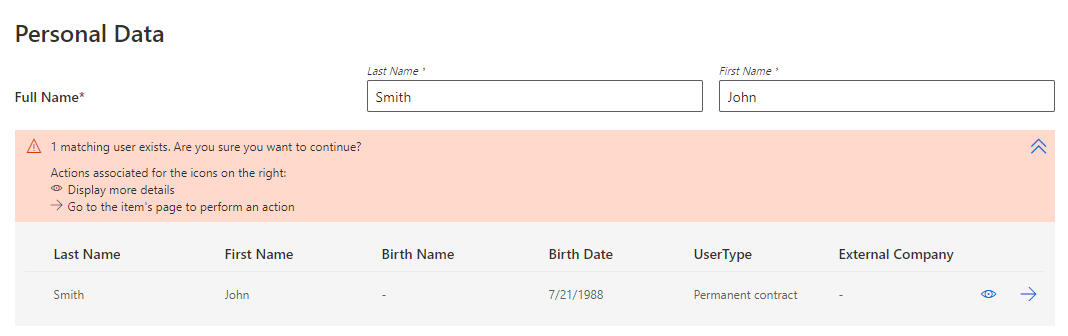 Personal Data
Last Name *
First Name *
Full Name*
Smith
John
1 matching user exists. Are you sure you want to continue?
Actions associated for the icons on the right:
Display more details
Go to the item's page to perform an action
Last Name First Name Birth Name Birth Date UserType External Company
Smith John - 7/21/1988 Permanent contract -